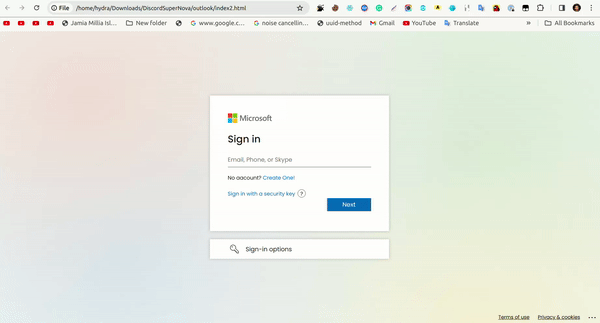 File /home/hydra/Downloads/DiscordSuperNova/outlook/index2.html
Jamia Millia Isl... New folder www.google.c... noise cancellin... uuid-method Gmail YouTube Translate » All Bookmarks
Microsoft
Sign in
Email, Phone, or Skype
No aacount? Create One!
Sign in with a security key ?
Next
Sign-in options
Terms of use Privacy & cookies ...